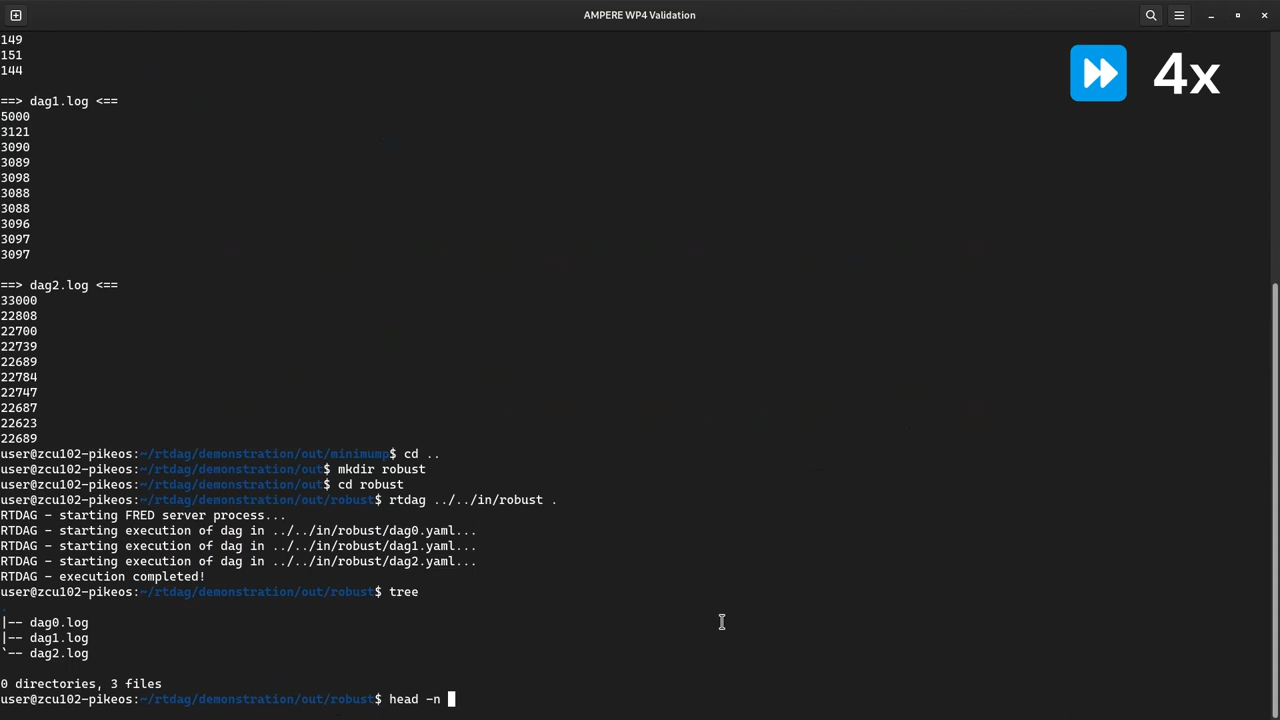 AMPERE WP4 Validation
149
151
144
4x
==> dag1.log <==
5000
3121
3090
3089
3098
3088
3088
3096
3097
3097
==> dag2.log <==
33000
22808
22700
22739
22689
22784
22747
22687
22623
22689
user@zcu102-pikeos:~/rtdag/demonstration/out/minimump$ cd ..
user@zcu102-pikeos:~/rtdag/demonstration/out$ mkdir robust
user@zcu102-pikeos:~/rtdag/demonstration/out$ cd robust
user@zcu102-pikeos:~/rtdag/demonstration/out/robust$ rtdag ../../in/robust .
RTDAG - starting FRED server process...
RTDAG - starting execution of dag in ../../in/robust/dag0.yaml...
RTDAG - starting execution of dag in ../../in/robust/dag1.yaml...
RTDAG - starting execution of dag in ../../in/robust/dag2.yaml...
RTDAG - execution completed!
user@zcu102-pikeos:~/rtdag/demonstration/out/robust$ tree
.
|-- dag0.log
|-- dag1.log
`-- dag2.log
0 directories, 3 files
user@zcu102-pikeos:~/rtdag/demonstration/out/robust$ head -n